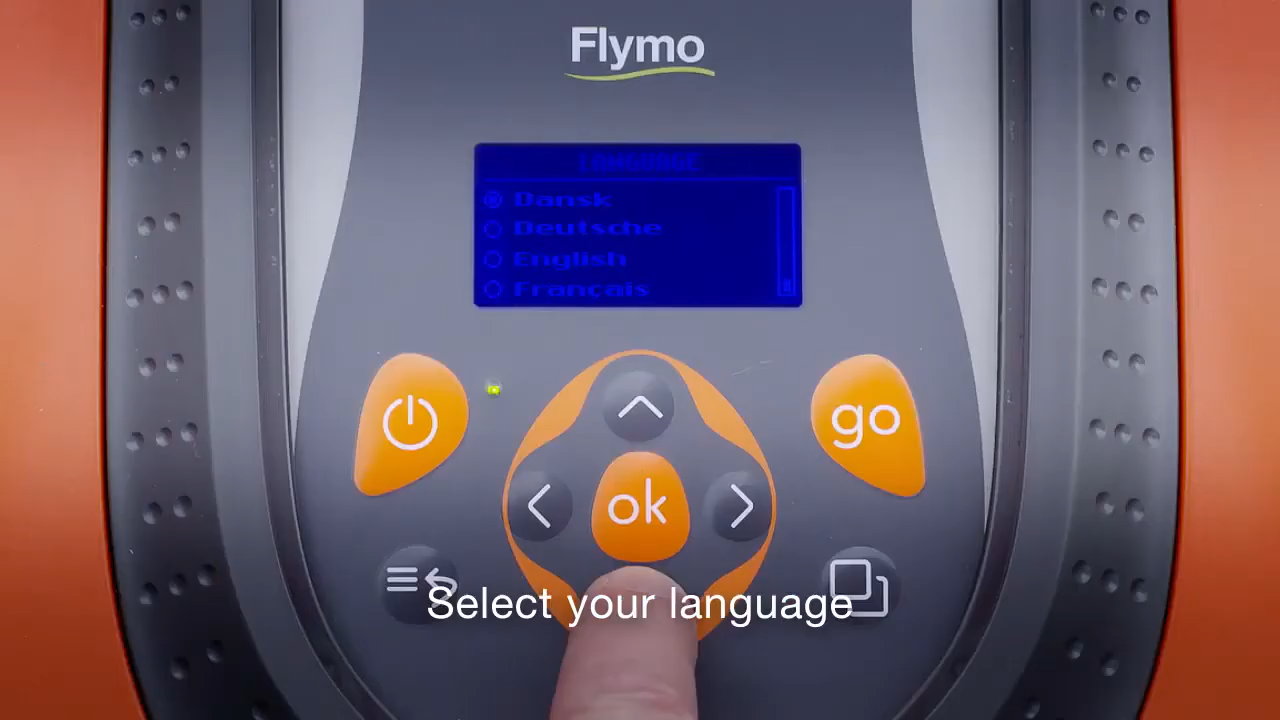 Flymo
LANGUAGE
Dansk
Deutsche
English
Français
go
ok
Select your language